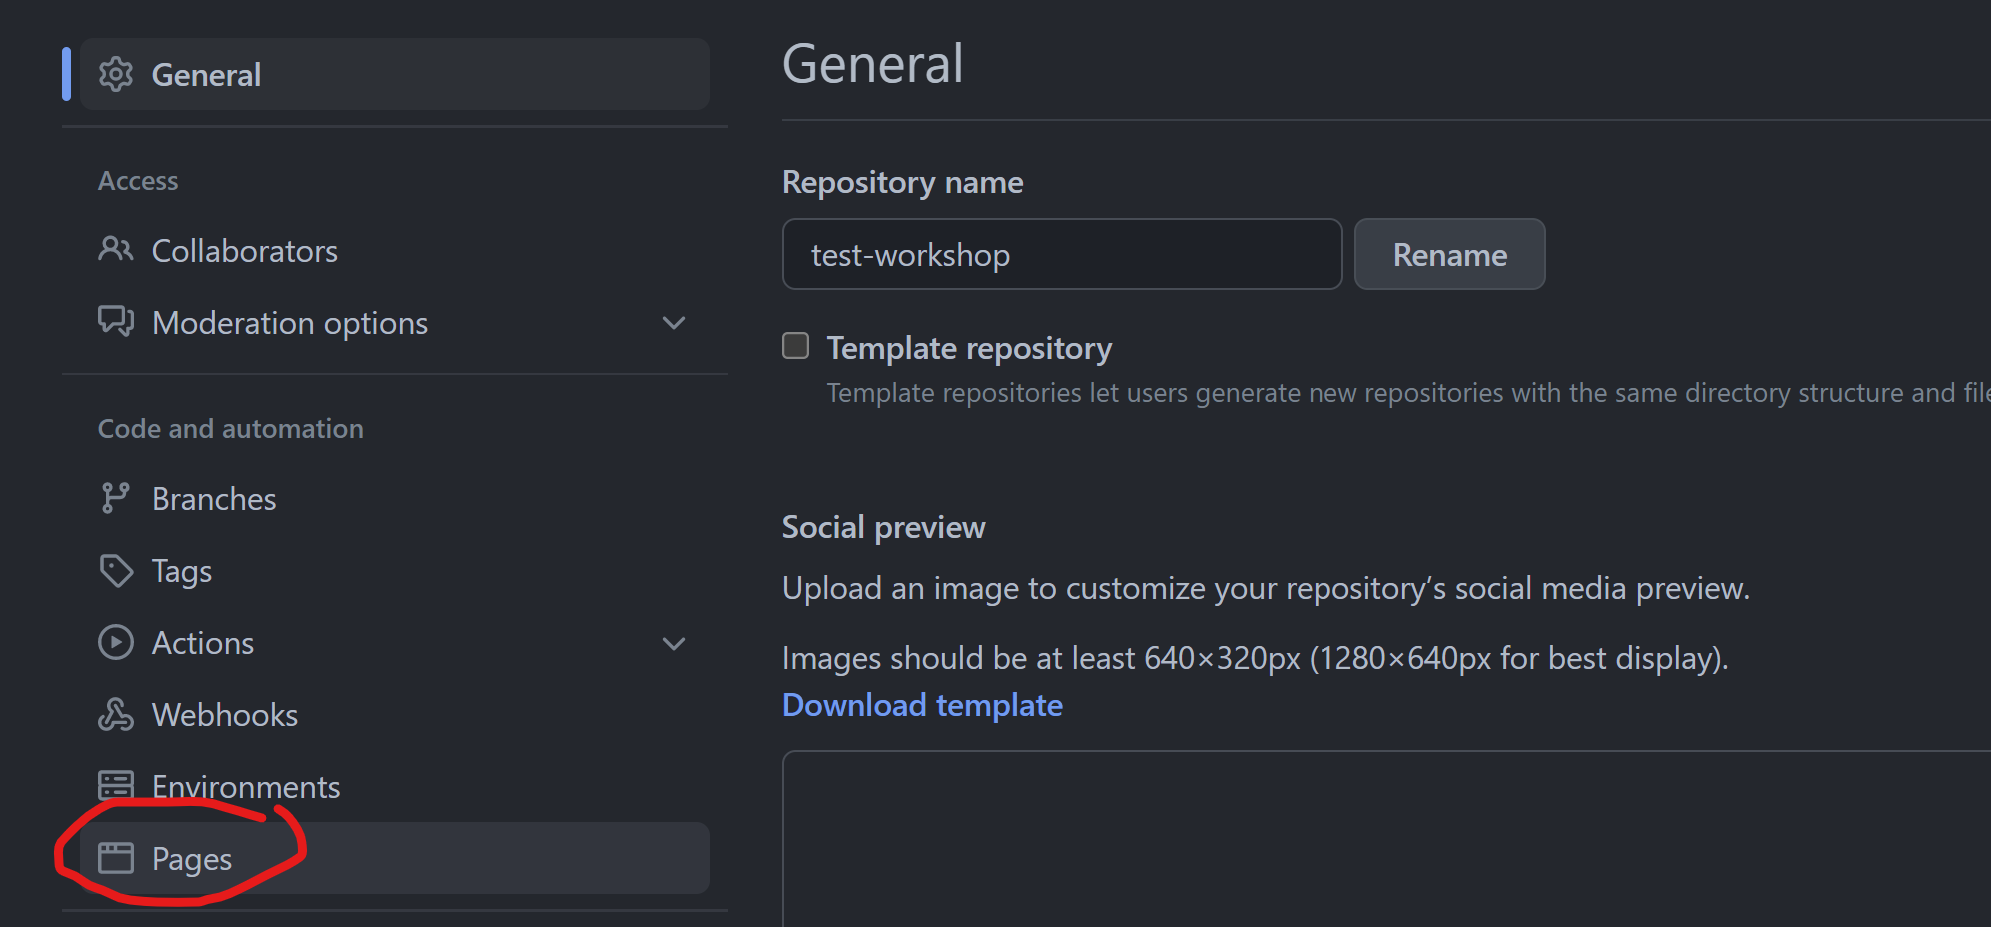 General
Access
Collaborators
Moderation options
Code and automation
Branches
Tags
Actions
Webhooks
Environments
Pages
General
Repository name
test-workshop
Rename
Template repository
Template repositories let users generate new repositories with the same directory structure and file
Social preview
Upload an image to customize your repository’s social media preview.
Images should be at least 640×320px (1280×640px for best display).
Download template